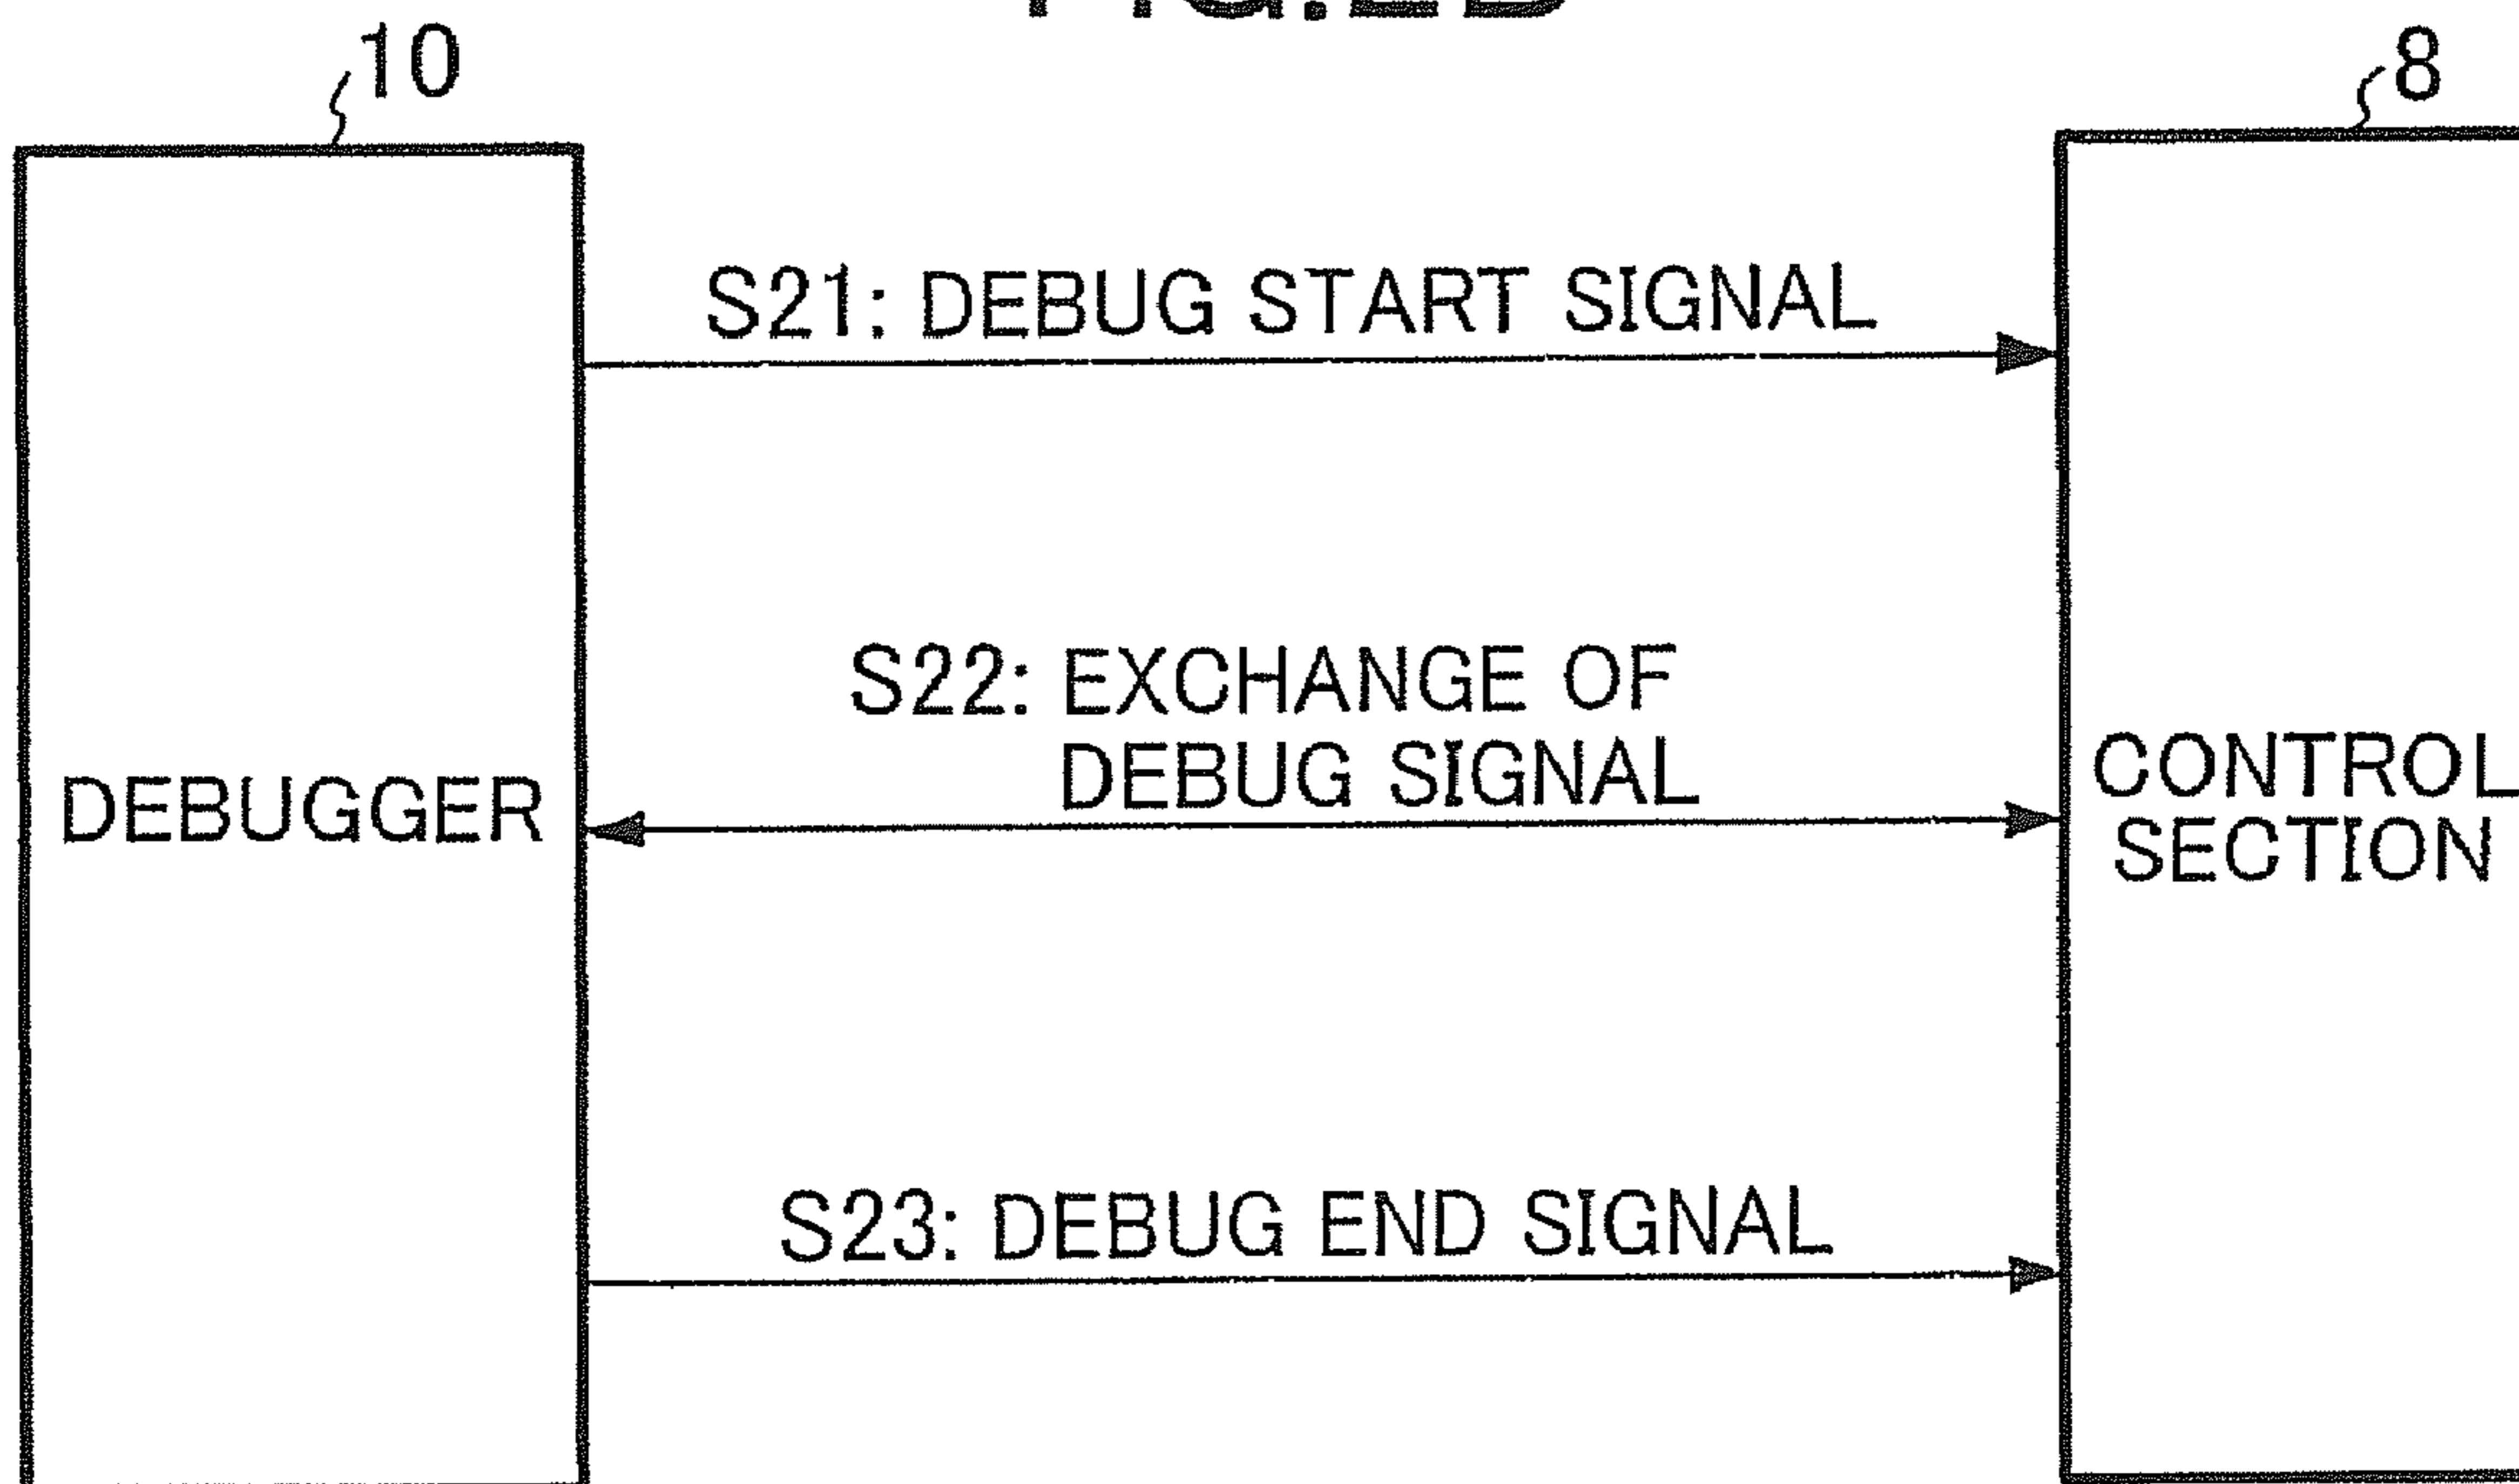 10
8
S21: DEBUG START SIGNAL
S22: EXCHANGE OF
DEBUG SIGNAL
DEBUGGER
CONTROL
SECTION
S23: DEBUG END SIGNAL